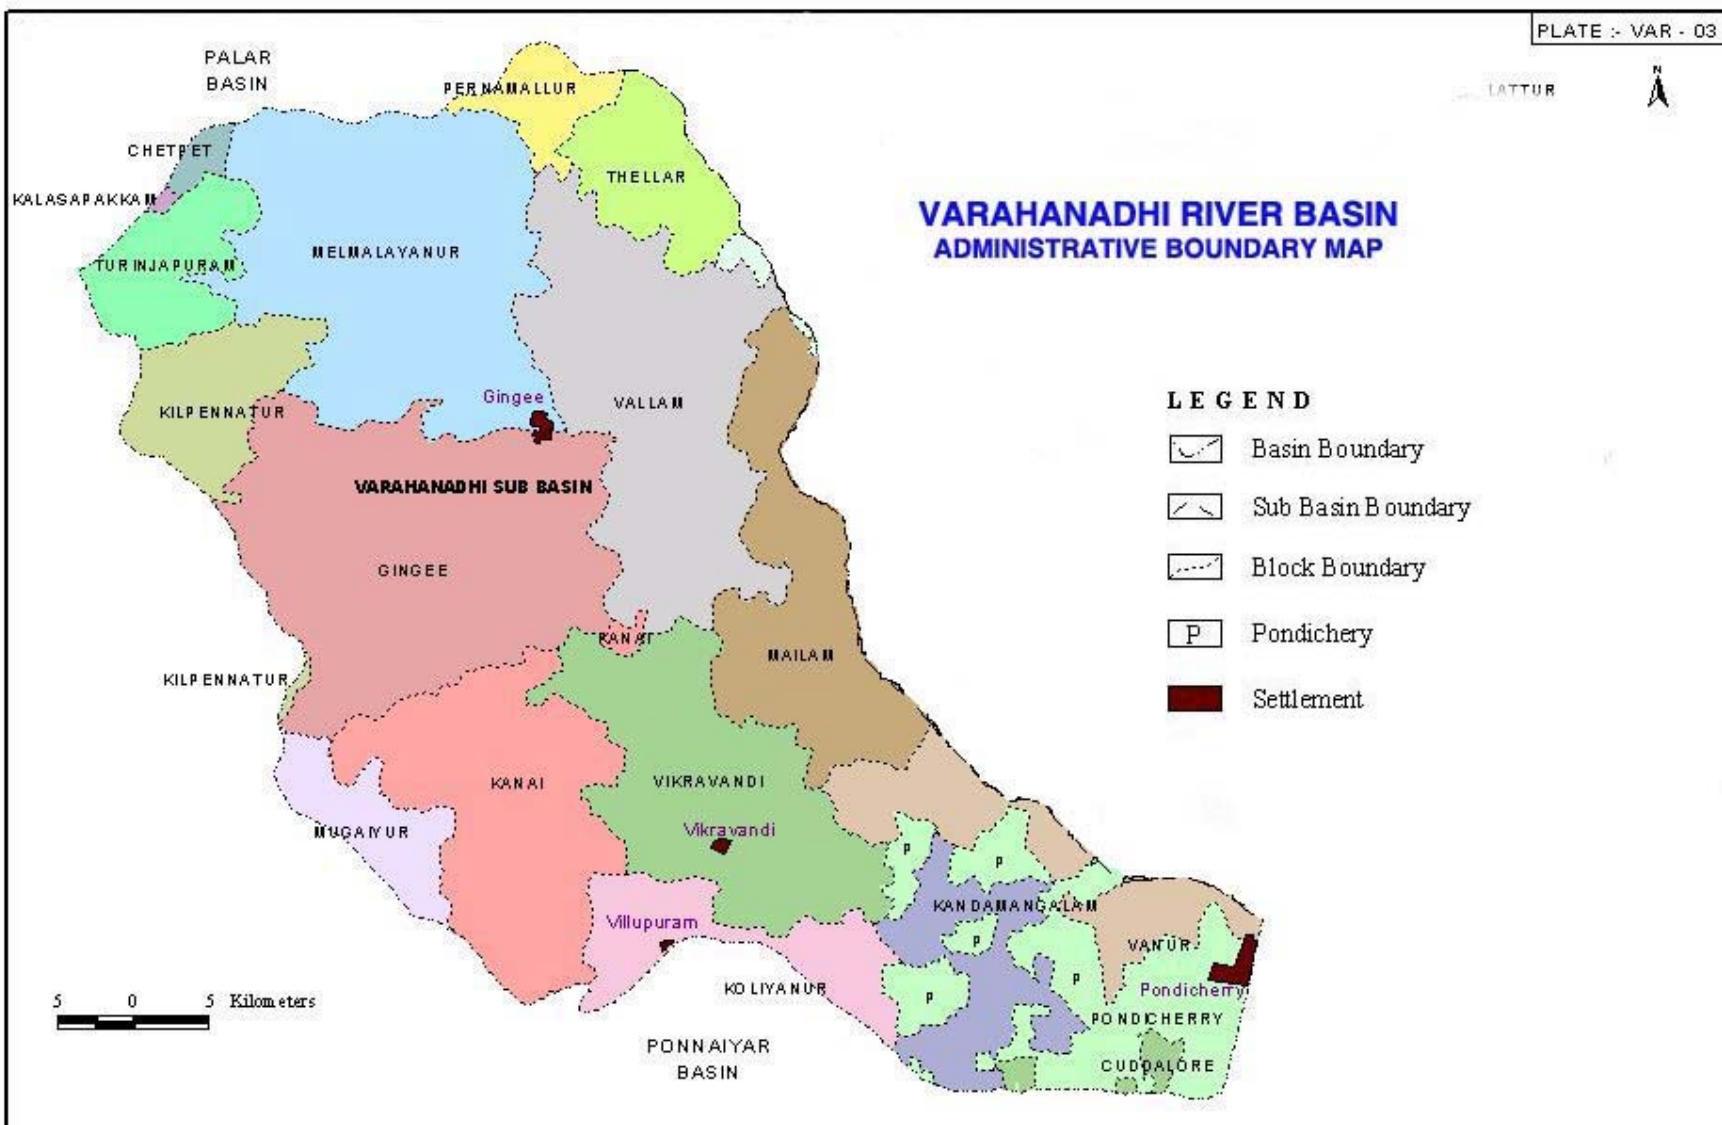 PLATE :- VAR - 03
PALAR
BASIN
N
PERNAMALLUR
CHETPET
THELLAR
KALASAPAKKAM
VARAHANADHI RIVER BASIN
ADMINISTRATIVE BOUNDARY MAP
TURINJAPURAM
MELMALAYANUR
Gingee
VALLAM
KILPENNATUR
LEGEND
Basin Boundary
VARAHANADHI SUB BASIN
Sub Basin Boundary
GINGEE
Block Boundary
KANAI
P Pondichery
MAILAM
KILPENNATUR
Settlement
KANAI
VIKRAVANDI
MUGAIYUR
Vikravandi
P
P
P
KANDAMANGALAM
Villupuram
P
VANUR
P
KOLIYANUR
P
Pondicherry
5 0 5 Kilometers
PONDICHERRY
PONNAIYAR
BASIN
CUDDALORE